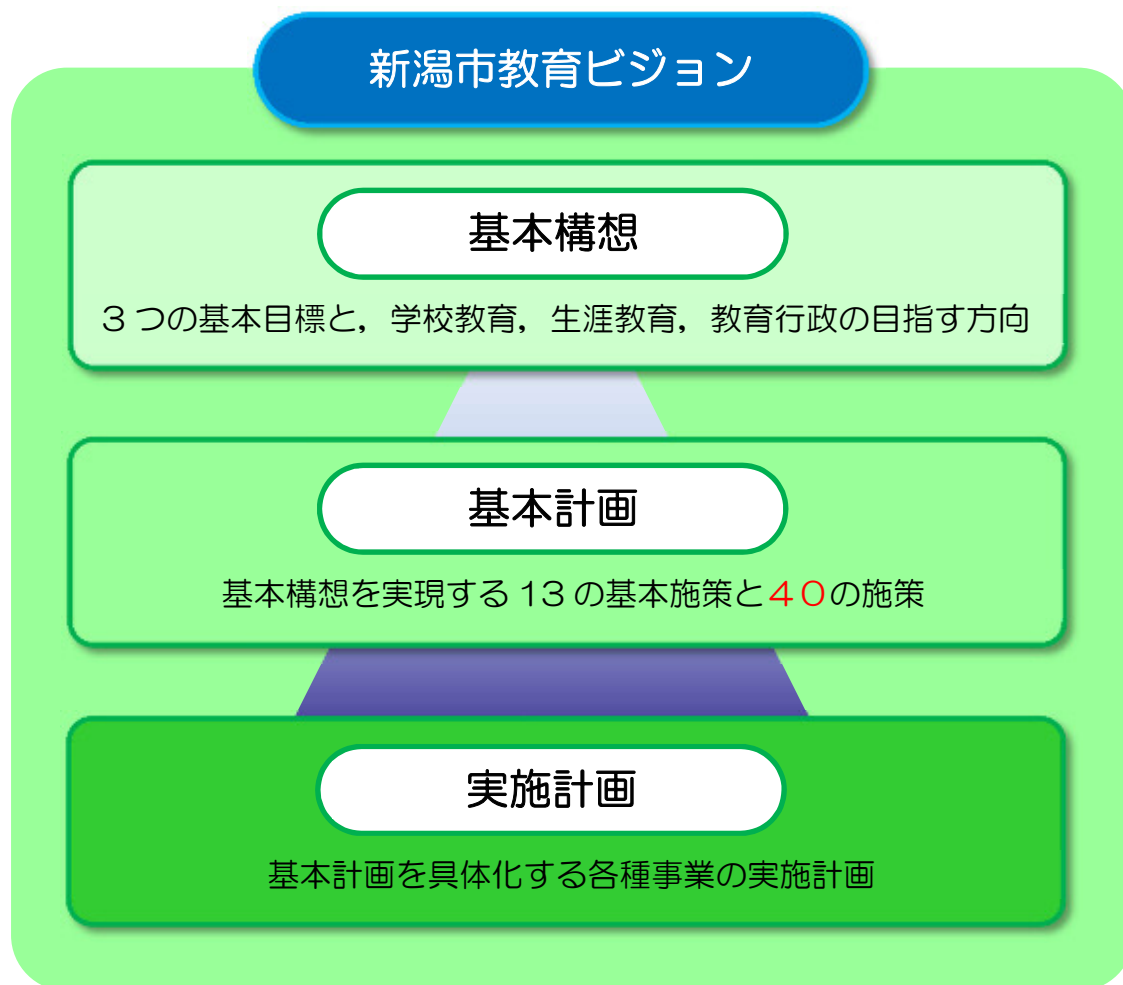 新潟市教育ビジョン
基本構想
3つの基本目標と，学校教育，生涯教育，教育行政の目指す方向
基本計画
基本構想を実現する13の基本施策と４０の施策
実施計画
基本計画を具体化する各種事業の実施計画